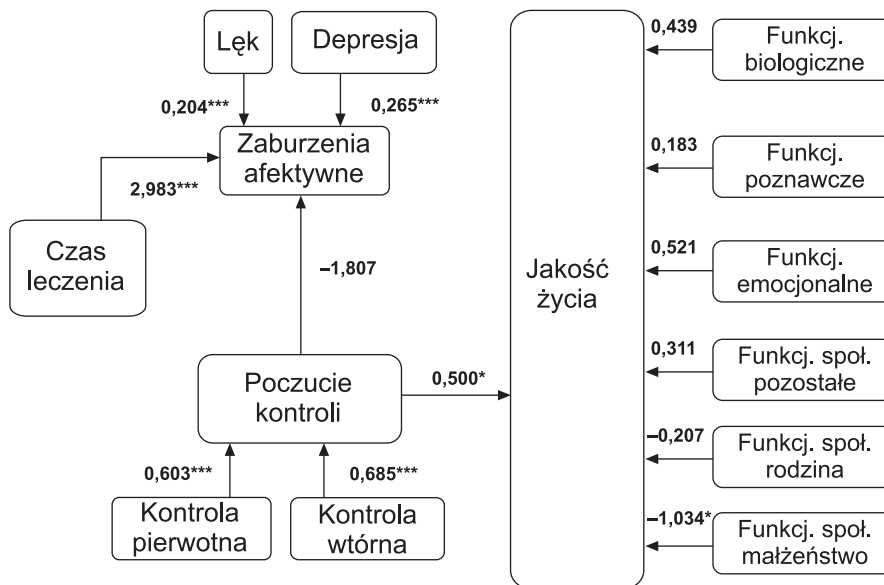 Lęk
Depresja
0,204***
0,265***
Zaburzenia
afektywne
2,983***
Czas
leczenia
–1,807
Poczucie
kontroli
0,500*
0,603***
0,685***
Kontrola
pierwotna
Kontrola
wtórna
Jakość
życia
0,439
Funkcj.
biologiczne
0,183
Funkcj.
poznawcze
0,521
Funkcj.
emocjonalne
0,311
Funkcj. społ.
pozostałe
–0,207
Funkcj. społ.
rodzina
–1,034*
Funkcj. społ.
małżeństwo